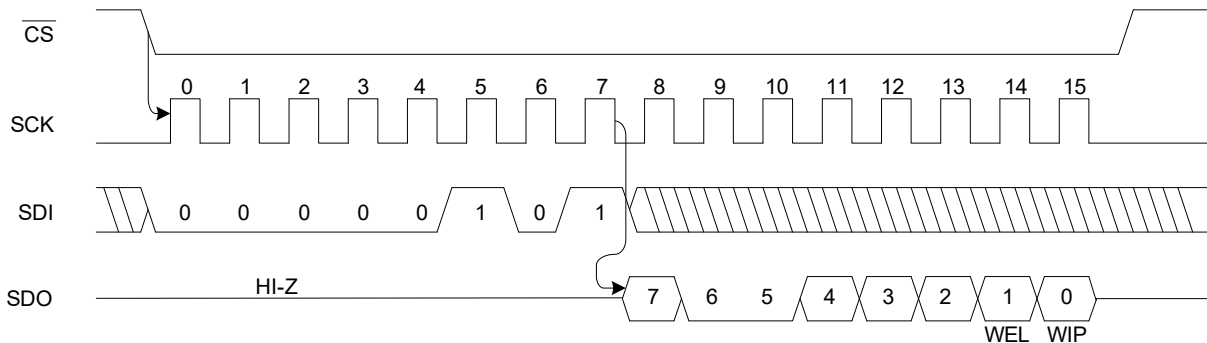 CS
0 1 2 3 4 5 6 7 8 9 10 11 12 13 14 15
SCK
SDI 0 0 0 0 0 1 0 1
HI-Z
SDO 7 6 5 4 3 2 1 0
WEL WIP